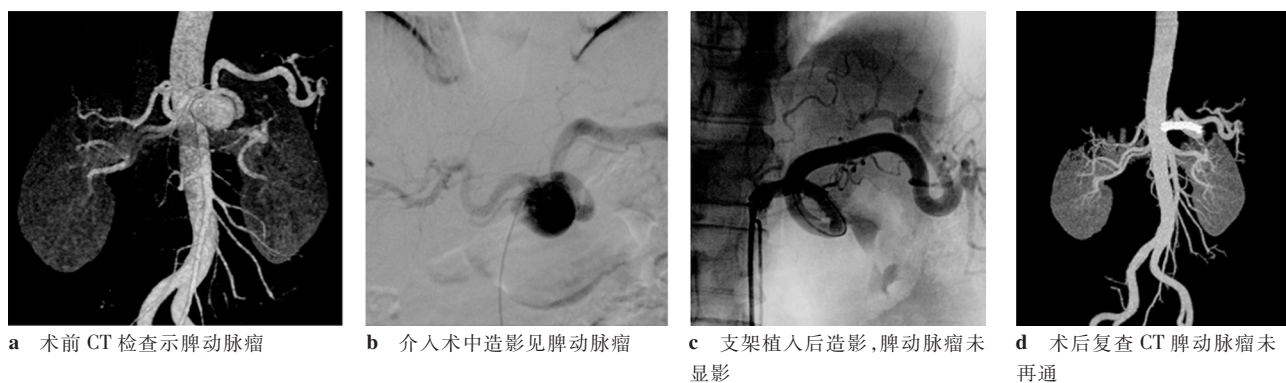 a 术前 CT 检查示脾动脉瘤
b 介入术中造影见脾动脉瘤
c 支架植入后造影,脾动脉瘤未
显影
d 术后复查 CT 脾动脉瘤未
再通